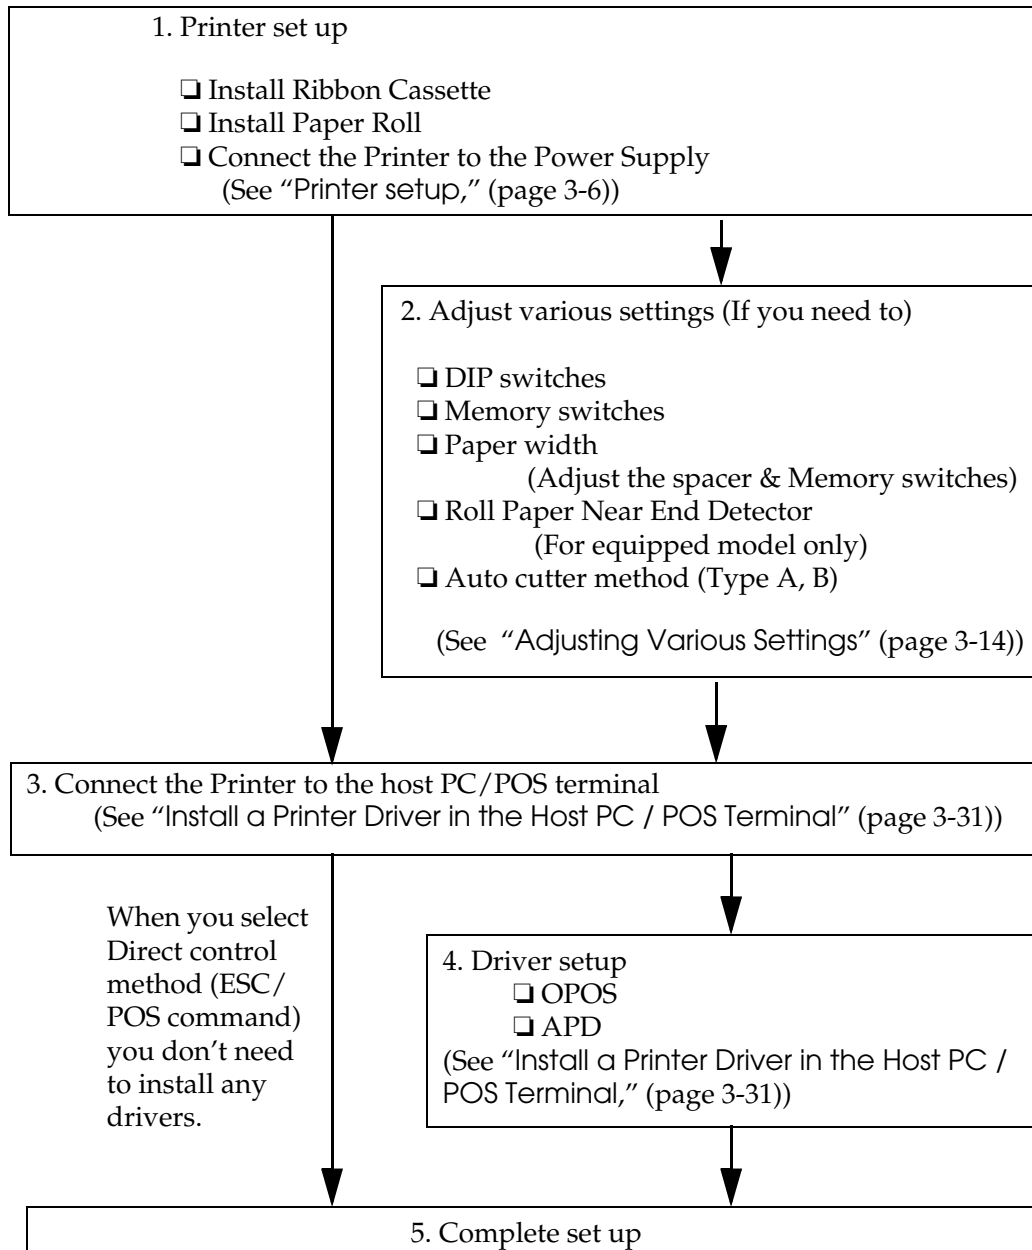 1. Printer set up
❏ Install Ribbon Cassette
❏ Install Paper Roll
❏ Connect the Printer to the Power Supply
(See “Printer setup,” (page 3-6))
2. Adjust various settings (If you need to)
❏ DIP switches
❏ Memory switches
❏ Paper width
(Adjust the spacer & Memory switches)
❏ Roll Paper Near End Detector
(For equipped model only)
❏ Auto cutter method (Type A, B)
(See “Adjusting Various Settings” (page 3-14))
3. Connect the Printer to the host PC/POS terminal
(See “Install a Printer Driver in the Host PC / POS Terminal” (page 3-31))
When you select
Direct control
method (ESC/
POS command)
you don’t need
to install any
drivers.
4. Driver setup
❏ OPOS
❏ APD
(See “Install a Printer Driver in the Host PC /
POS Terminal,” (page 3-31))
5. Complete set up